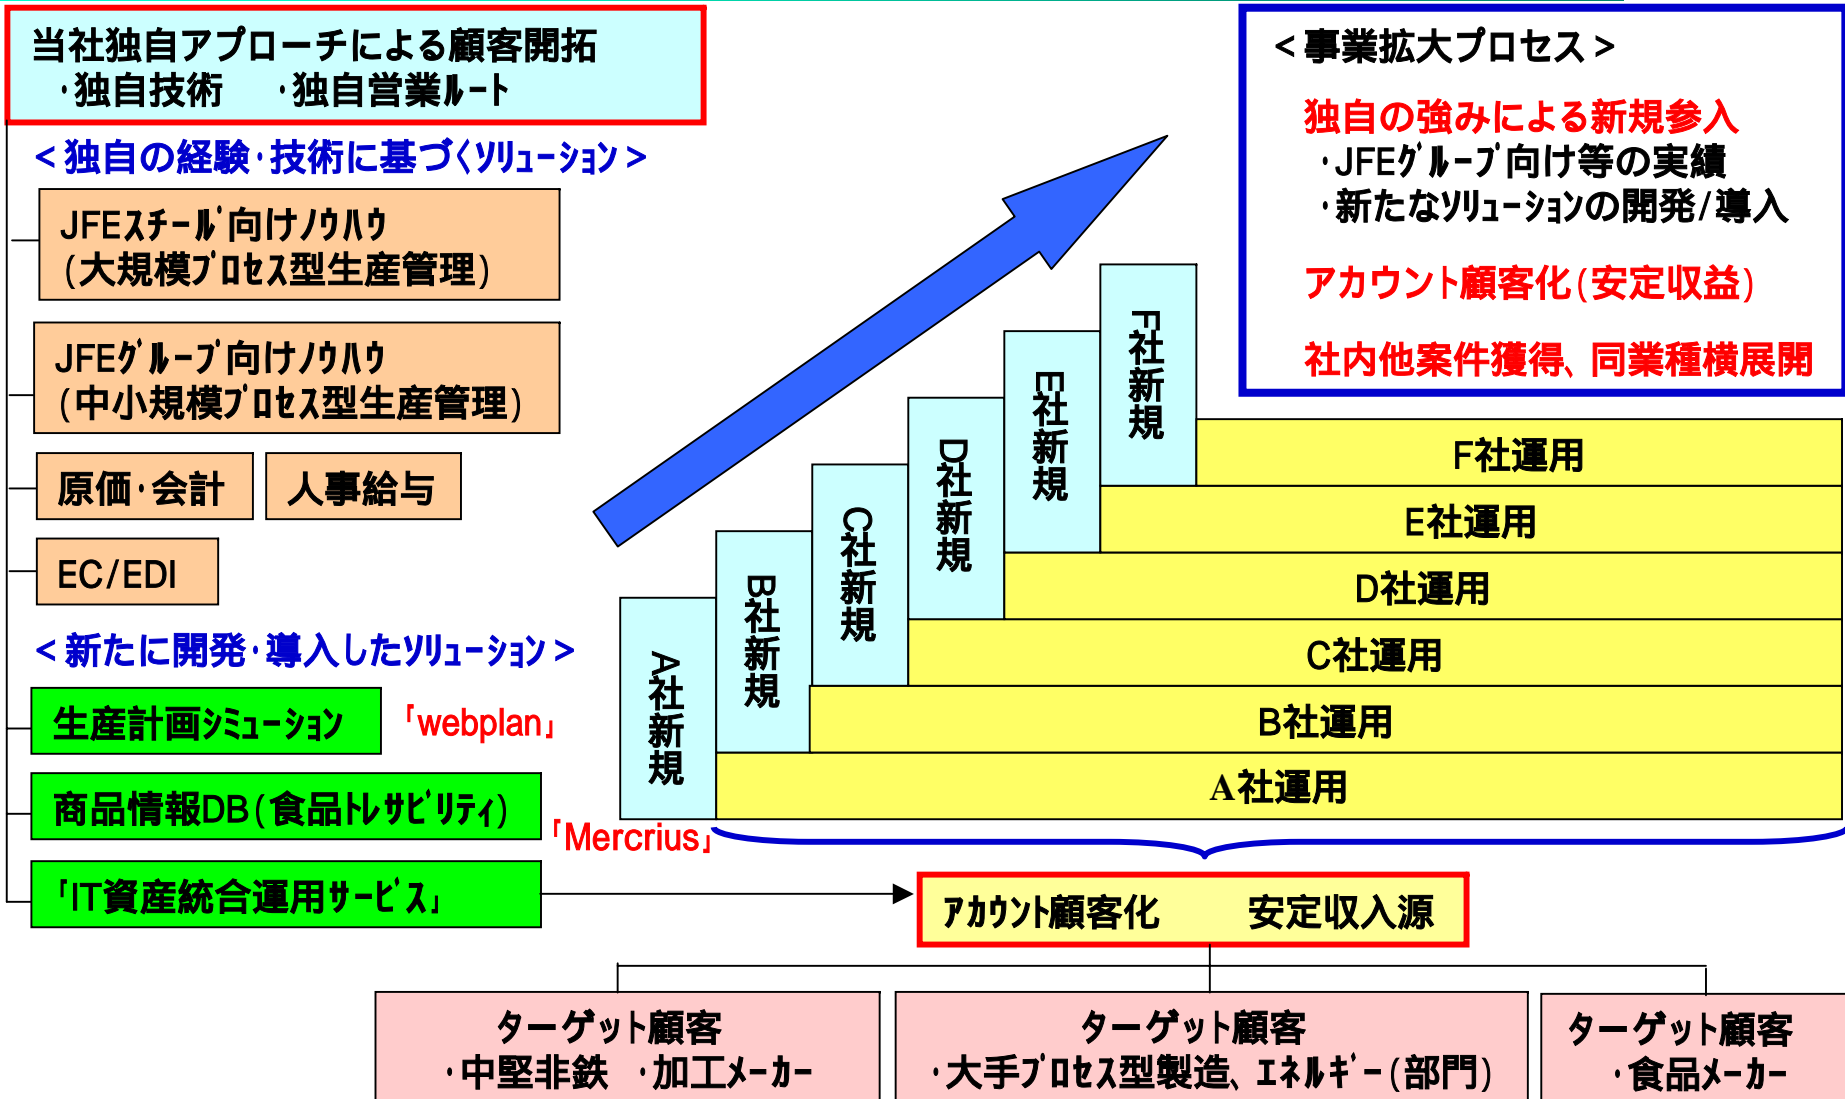 当社独自アプローチによる顧客開拓
・独自技術　・独自営業ﾙｰﾄ
＜独自の経験・技術に基づくｿﾘｭｰｼｮﾝ＞
JFEｽﾁｰﾙ向けﾉｳﾊｳ
(大規模ﾌﾟﾛｾｽ型生産管理)
JFEｸﾞﾙｰﾌﾟ向けﾉｳﾊｳ
(中小規模ﾌﾟﾛｾｽ型生産管理)
原価・会計
人事給与
EC/EDI
＜新たに開発・導入したｿﾘｭｰｼｮﾝ＞
生産計画ｼﾐｭｰｼｮﾝ
「webplan」
商品情報DB(食品ﾄﾚｻﾋﾞﾘﾃｨ)
「Mercrius」
「IT資産統合運用ｻｰﾋﾞｽ」
＜事業拡大プロセス＞
独自の強みによる新規参入
・JFEｸﾞﾙｰﾌﾟ向け等の実績
・新たなｿﾘｭｰｼｮﾝの開発/導入
アカウント顧客化(安定収益)
社内他案件獲得、同業種横展開
A社新規
B社新規
C社新規
D社新規
E社新規
F社新規
F社運用
E社運用
D社運用
C社運用
B社運用
A社運用
ｱｶｳﾝﾄ顧客化　安定収入源
ターゲット顧客
・中堅非鉄　・加工ﾒｰｶｰ
ターゲット顧客
・大手ﾌﾟﾛｾｽ型製造、ｴﾈﾙｷﾞｰ(部門)
ターゲット顧客
・食品ﾒｰｶｰ